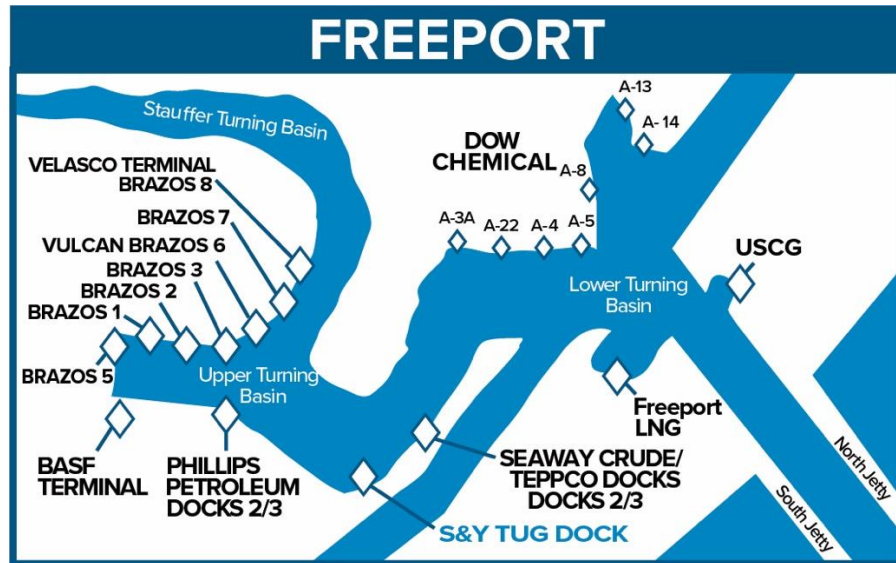 FREEPORT
Stauffer Turning Basin
VELASCO TERMINAL
BRAZOS 8
BRAZOS 7
VULCAN BRAZOS 6
BRAZOS 3
BRAZOS 2
BRAZOS 1
BRAZOS 5
Upper Turning
Basin
BASF
TERMINAL
PHILLIPS
PETROLEUM
DOCKS 2/3
S&Y TUG DOCK
SEAWAY CRUDE/
TEPPCO DOCKS
DOCKS 2/3
DOW
CHEMICAL
A-3A
A-22
A-4
A-5
A-8
A-13
A- 14
Lower Turning
Basin
USCG
Freeport
LNG
North Jetty
South Jetty